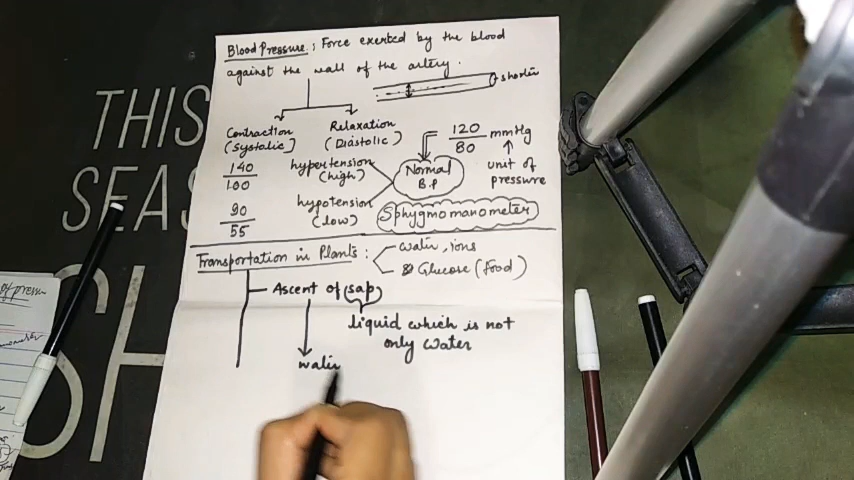 Blood Pressure : Force exerted by the blood
against the wall of the artery.
Contraction
(Systolic)
Relaxation
(Diastolic)
120
80
mmHg
unit of
pressure
140
100
hypertension
(high)
Normal
B.P
90
55
hypotension
(low)
Sphygmomanometer
Transportation in Plants :
water, ions
Glucose (Food)
Ascent of (sap)
liquid which is not
only water
water
THIS
SEAS
SH